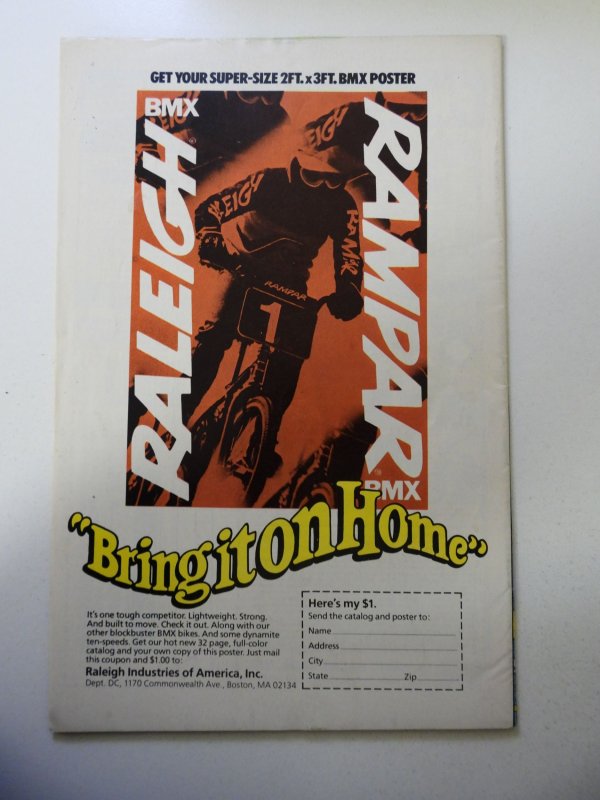 GET YOUR SUPER-SIZE 2FT. x 3FT. BMX POSTER
BMX
RALEIGH®
RAMPAR™
BMX
RALEIGH
RAMPAR
1
"Bring it on Home"
It's one tough competitor. Lightweight. Strong.
And built to move. Check it out. Along with our
other blockbuster BMX bikes. And some dynamite
ten-speeds. Get our hot new 32 page, full-color
catalog and your own copy of this poster. Just mail
this coupon and $1.00 to:
Raleigh Industries of America, Inc.
Dept. DC, 1170 Commonwealth Ave., Boston, MA 02134
Here's my $1.
Send the catalog and poster to:
Name
Address
City
State Zip